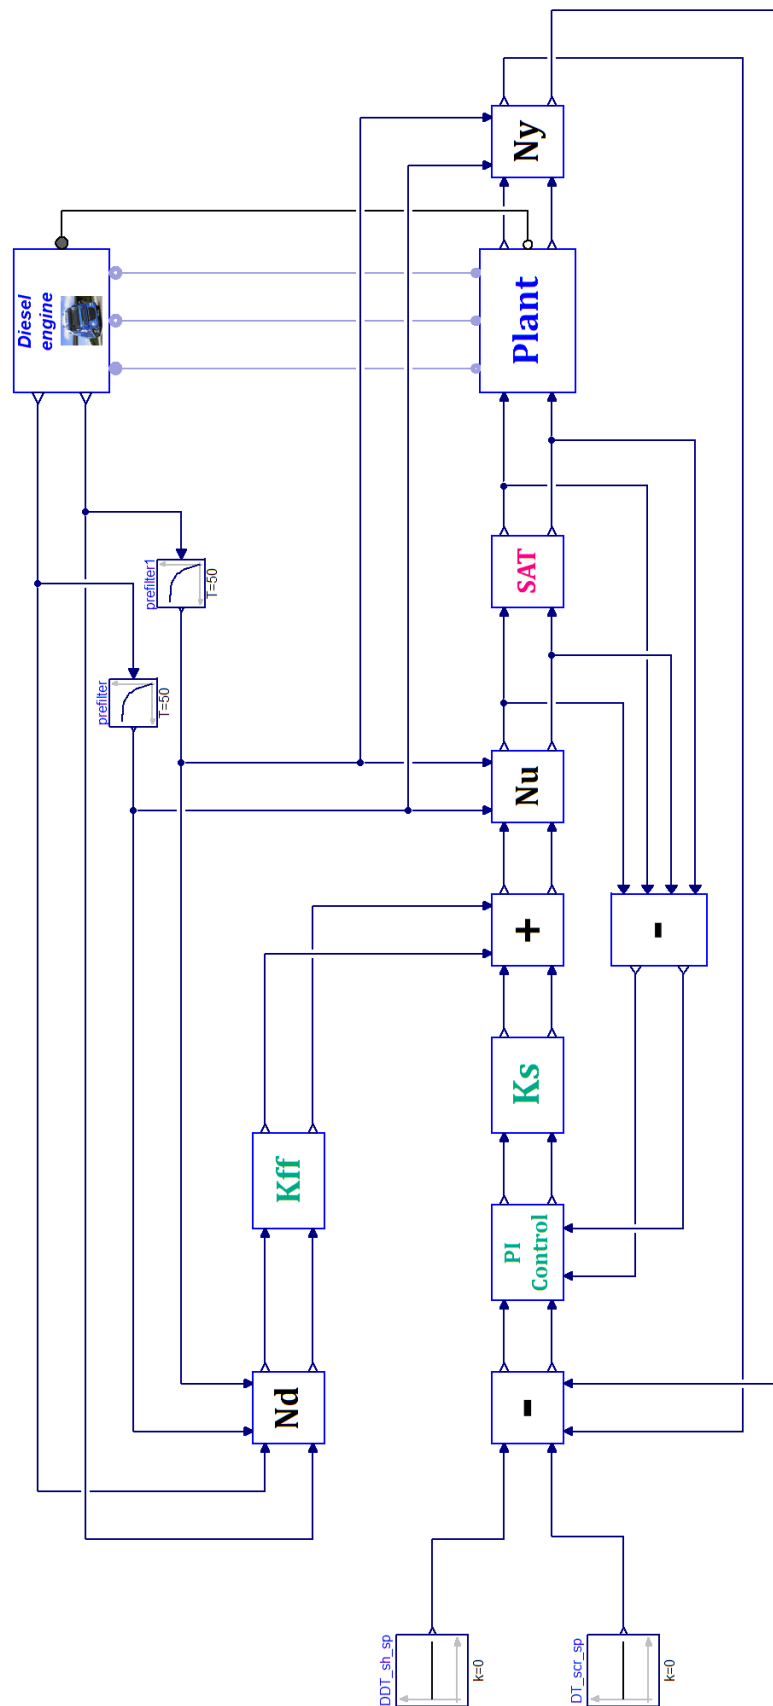 Diesel
engine
prefilter1
T=50
prefilter
T=50
Nd
Kff
DDT_sh_sp
k=0
DT_scr_sp
k=0
-
PI
Control
Ks
+
Nu
SAT
Plant
Ny
-